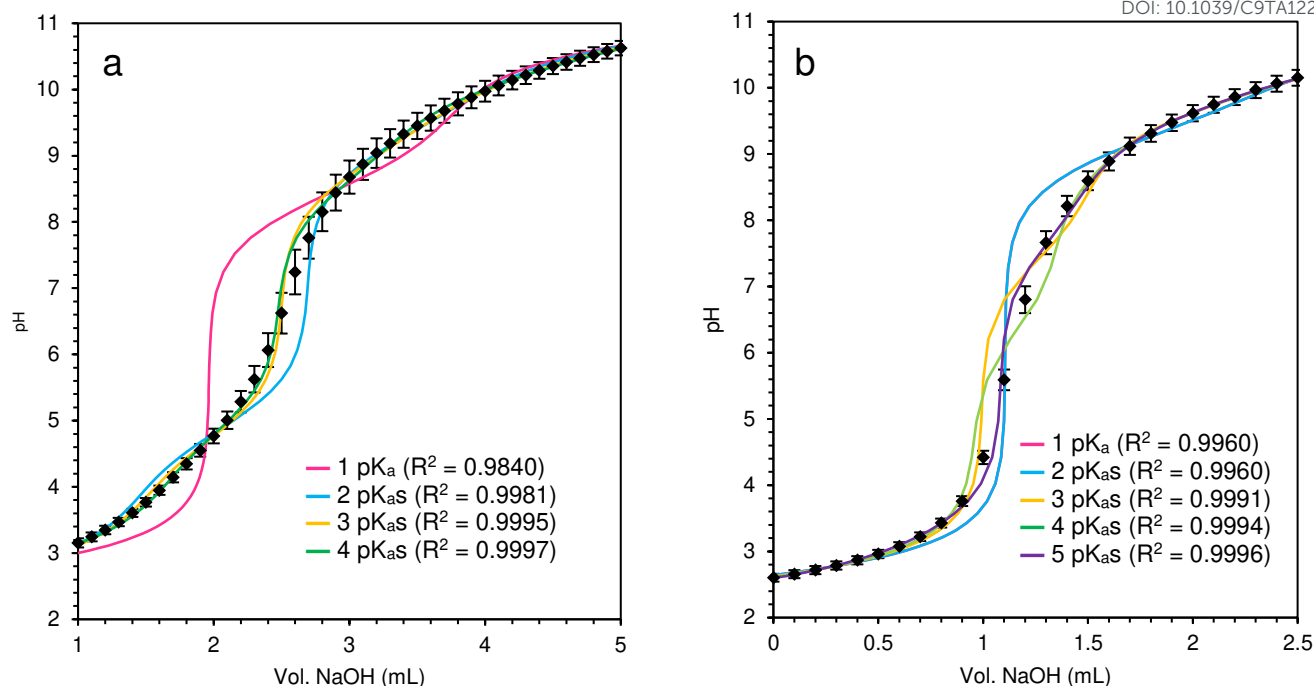 DOI: 10.1039/C9TA122
a
11
10
9
8
7
6
5
4
3
2
pH
1
2
3
4
5
Vol. NaOH (mL)
1 pKa (R² = 0.9840)
2 pKas (R² = 0.9981)
3 pKas (R² = 0.9995)
4 pKas (R² = 0.9997)
b
11
10
9
8
7
6
5
4
3
2
pH
0
0.5
1
1.5
2
2.5
Vol. NaOH (mL)
1 pKa (R² = 0.9960)
2 pKas (R² = 0.9960)
3 pKas (R² = 0.9991)
4 pKas (R² = 0.9994)
5 pKas (R² = 0.9996)